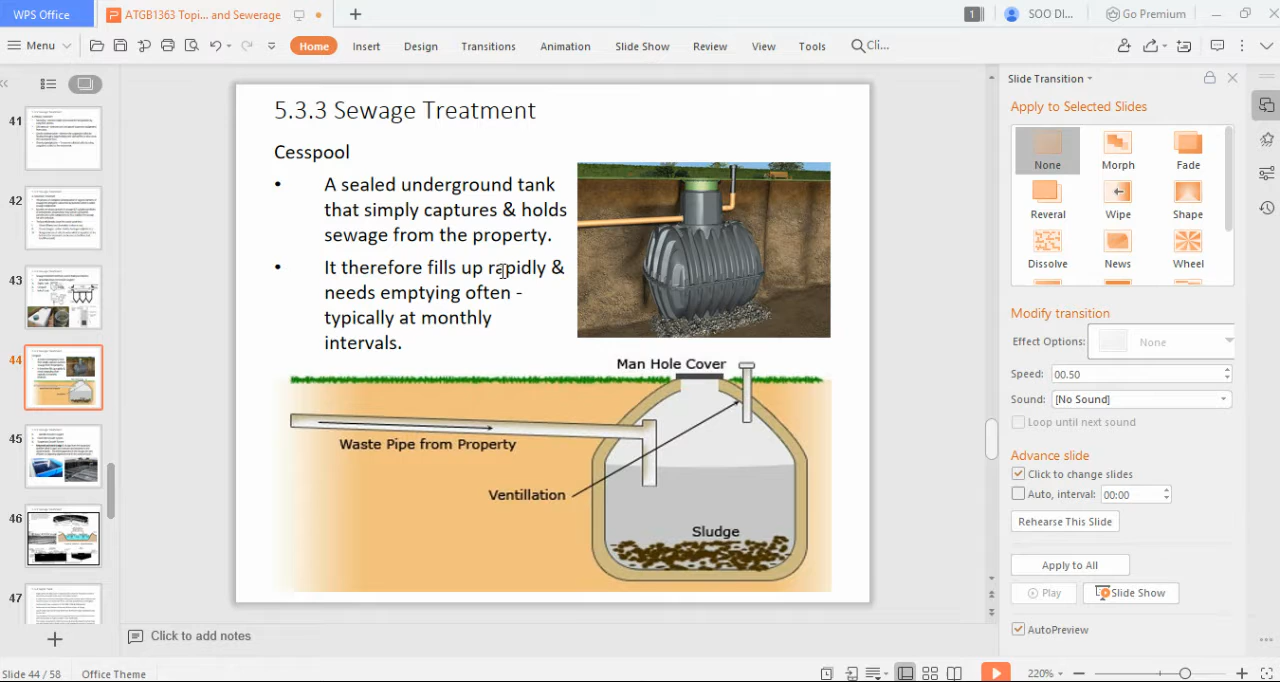 WPS Office
ATGB1363 Topi... and Sewerage
1
SOO DI...
Go Premium
Menu
Home
Insert
Design
Transitions
Animation
Slide Show
Review
View
Tools
Cli...
41
42
43
44
45
46
47
5.3.3 Sewage Treatment
Cesspool
• A sealed underground tank
that simply captures & holds
sewage from the property.
• It therefore fills up rapidly &
needs emptying often -
typically at monthly
intervals.
Man Hole Cover
Waste Pipe from Property
Ventillation
Sludge
Click to add notes
Slide Transition
Apply to Selected Slides
None
Morph
Fade
Reveral
Wipe
Shape
Dissolve
News
Wheel
Modify transition
Effect Options:
None
Speed: 00.50
Sound: [No Sound]
Loop until next sound
Advance slide
Click to change slides
Auto, interval: 00:00
Rehearse This Slide
Apply to All
Play
Slide Show
AutoPreview
Slide 44 / 58
Office Theme
220%